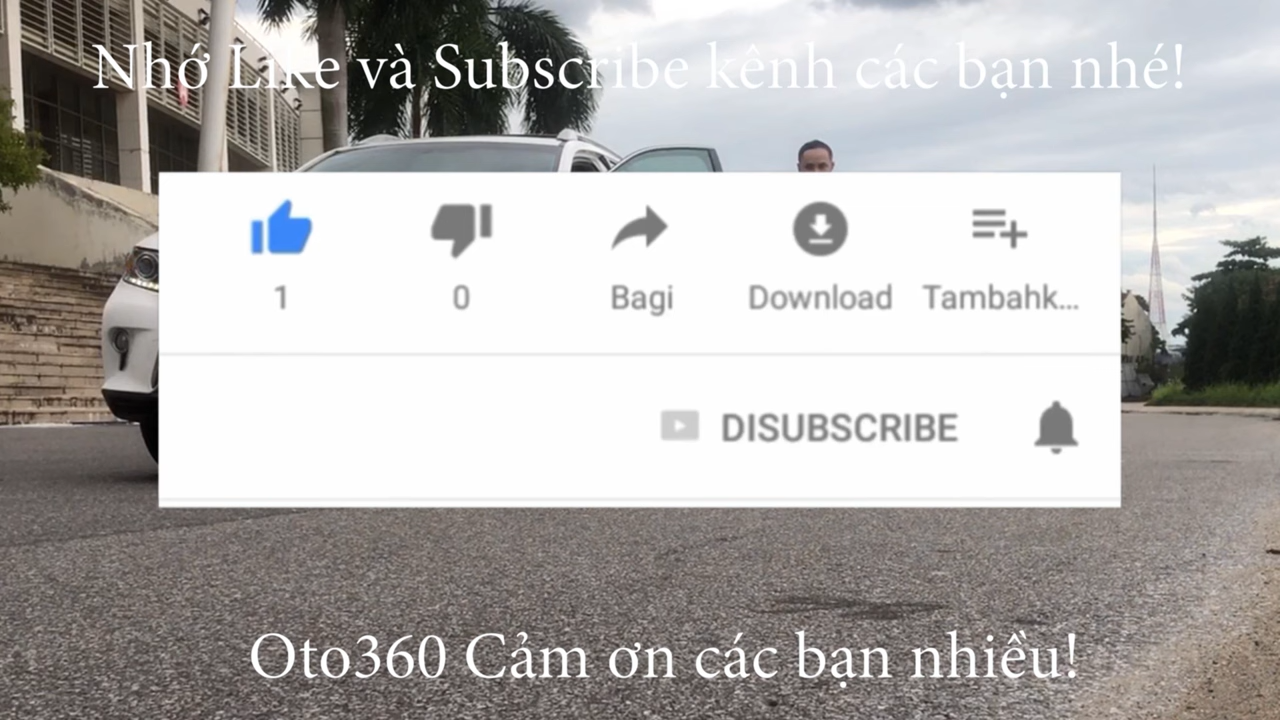 Nhớ Like và Subscribe kênh các bạn nhé!
1 0 Bagi Download Tambahk...
DISUBSCRIBE
Oto360 Cảm ơn các bạn nhiều!